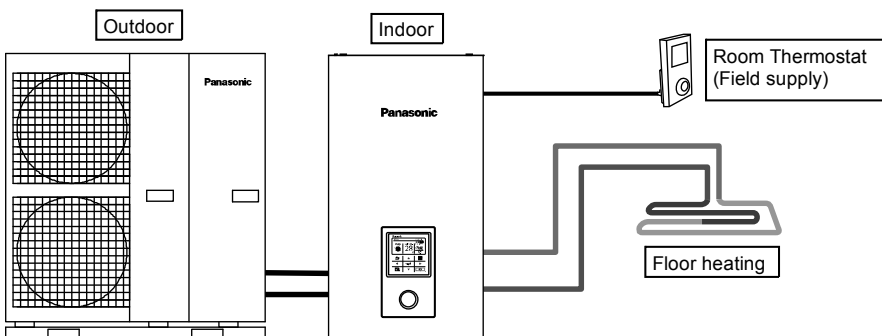 Outdoor
Indoor
Room Thermostat
(Field supply)
Panasonic
Panasonic
Floor heating